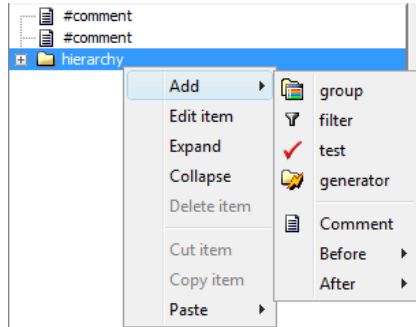 #comment
#comment
hierarchy
Add
Edit item
Expand
Collapse
Delete item
Cut item
Copy item
Paste
group
filter
test
generator
Comment
Before
After